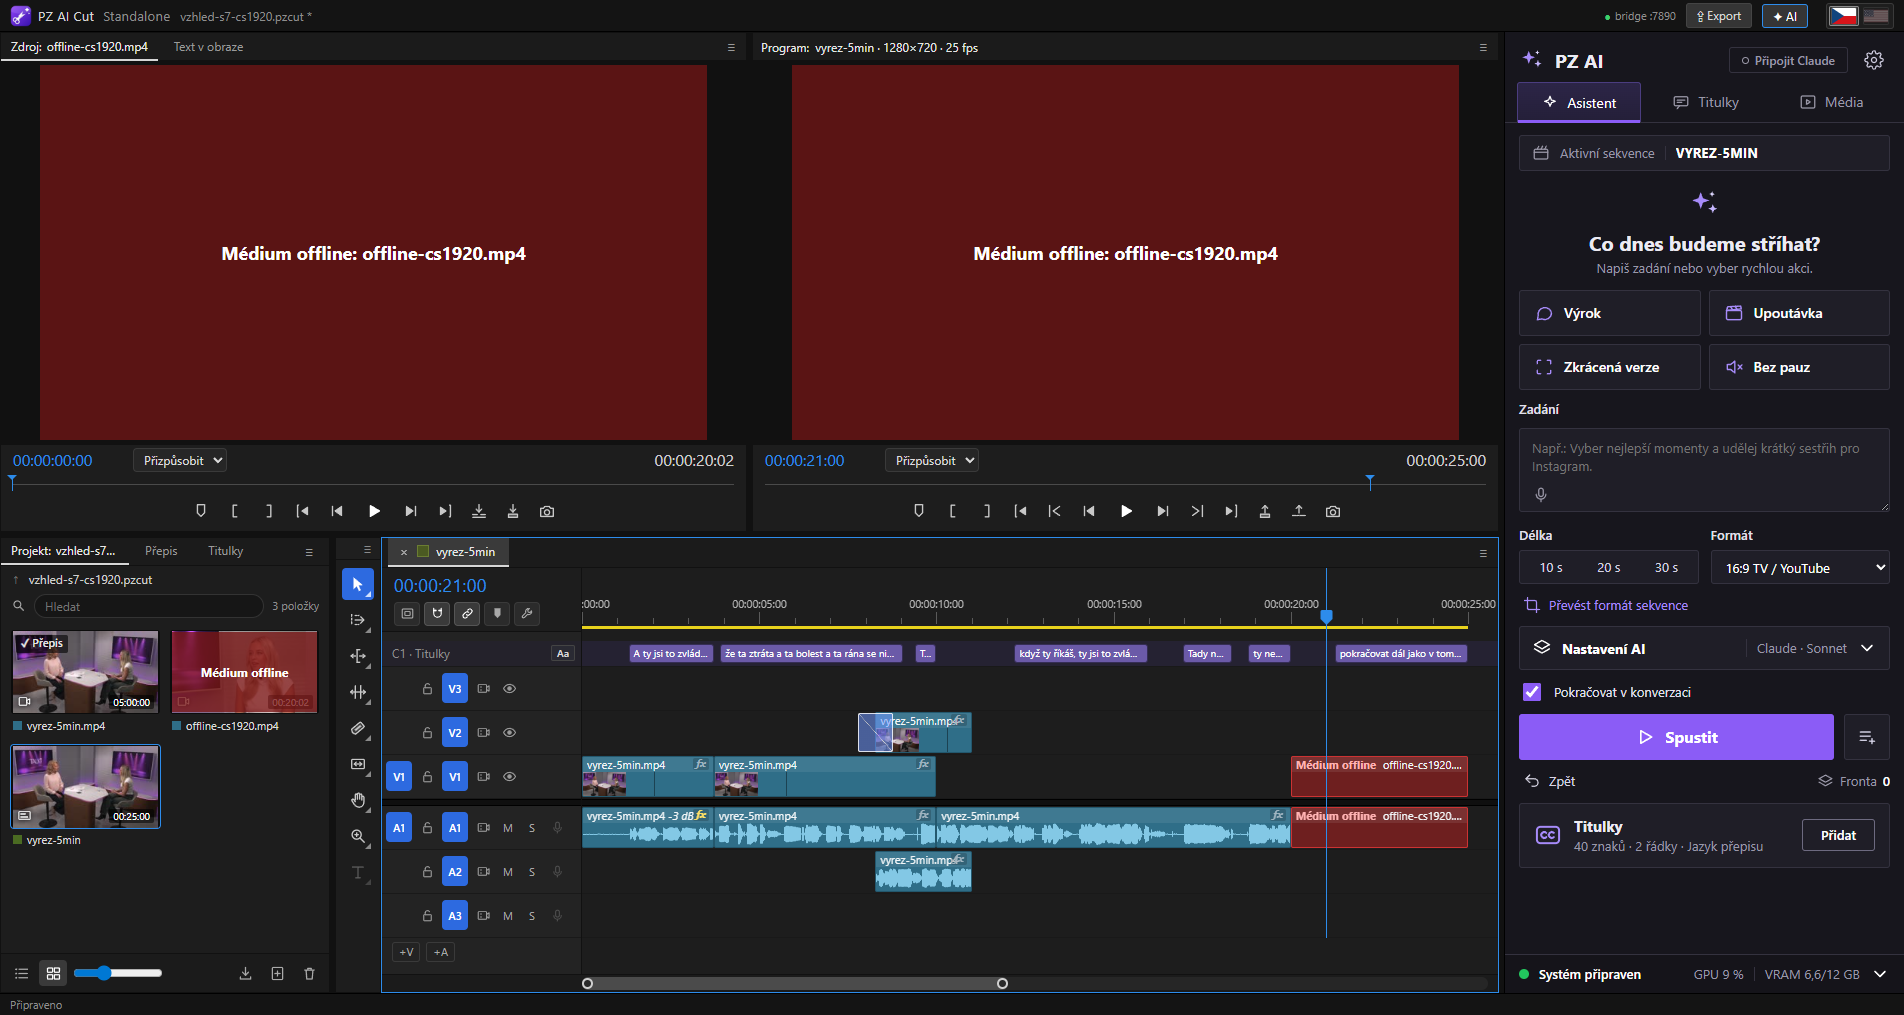 PZ AI Cut Standalone vzhled-s7-cs1920.pzcut *
bridge :7890 Export AI
Zdroj: offline-cs1920.mp4 Text v obraze
Program: vyrez-5min · 1280×720 · 25 fps
Médium offline: offline-cs1920.mp4
Médium offline: offline-cs1920.mp4
00:00:00:00 Přizpůsobit 00:00:20:02
00:00:21:00 Přizpůsobit 00:00:25:00
Projekt: vzhled-s7... Přepis Titulky
vzhled-s7-cs1920.pzcut
Hledat 3 položky
Přepis
05:00:00
vyrez-5min.mp4
Médium offline
00:20:02
offline-cs1920.mp4
00:25:00
vyrez-5min
vyrez-5min
00:00:21:00
:00:00 00:00:05:00 00:00:10:00 00:00:15:00 00:00:20:00 00:00:25:00
C1 · Titulky Aa
A ty jsi to zvlád... že ta ztráta a ta bolest a ta rána se ni... T... když ty říkáš, ty jsi to zvlá... Tady n... ty ne... pokračovat dál jako v tom...
V3
V2 vyrez-5min.mp4 fx
V1 V1 vyrez-5min.mp4 fx vyrez-5min.mp4 fx Médium offline offline-cs1920....
A1 A1 M S vyrez-5min.mp4 -3 dB fx vyrez-5min.mp4 fx vyrez-5min.mp4 fx Médium offline offline-cs1920....
A2 M S vyrez-5min.mp4 fx
A3 M S
+V +A
Připraveno
PZ AI Připojit Claude
Asistent Titulky Média
Aktivní sekvence VYREZ-5MIN
Co dnes budeme stříhat?
Napiš zadání nebo vyber rychlou akci.
Výrok Upoutávka
Zkrácená verze Bez pauz
Zadání
Např.: Vyber nejlepší momenty a udělej krátký sestřih pro
Instagram.
Délka Formát
10 s 20 s 30 s 16:9 TV / YouTube
Převést formát sekvence
Nastavení AI Claude · Sonnet
Pokračovat v konverzaci
Spustit
Zpět Fronta 0
CC Titulky
40 znaků · 2 řádky · Jazyk přepisu
Přidat
Systém připraven GPU 9 % VRAM 6,6/12 GB